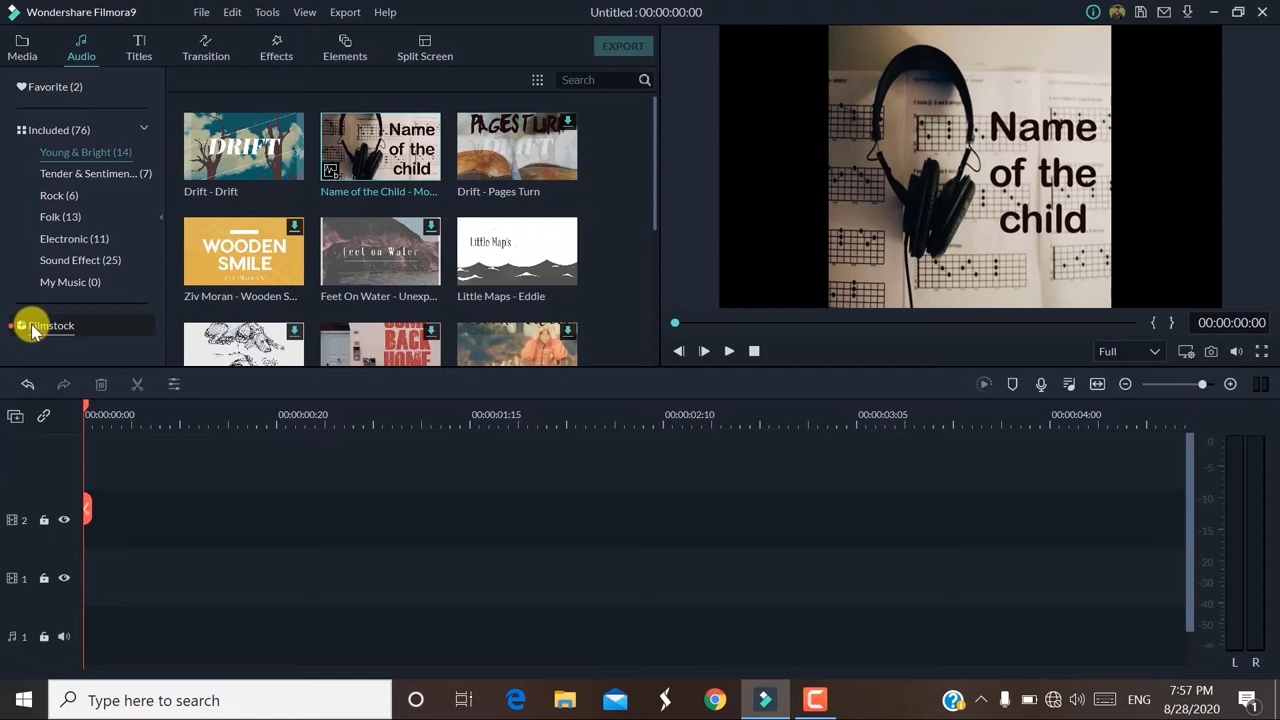 Wondershare Filmora9
File Edit Tools View Export Help
Untitled : 00:00:00:00
Media Audio Titles Transition Effects Elements Split Screen
EXPORT
Favorite (2)
Included (76)
Young & Bright (14)
Tender & Sentimen... (7)
Rock (6)
Folk (13)
Electronic (11)
Sound Effect (25)
My Music (0)
Filmstock
Search
DRIFT
Name
of the
child
PAGES TURN
Drift - Drift
Name of the Child - Mo...
Drift - Pages Turn
WOODEN
SMILE
ZIV MORAN
Feet on Water
Little Map's
Ziv Moran - Wooden S...
Feet On Water - Unexp...
Little Maps - Eddie
COME
BACK
HOME
Name
of the
child
00:00:00:00
Full
00:00:00:00 00:00:00:20 00:00:01:15 00:00:02:10 00:00:03:05 00:00:04:00
2
1
1
0
-5
-10
-15
-20
-30
-40
-50
-∞
L R
Type here to search
ENG
7:57 PM
8/28/2020
1